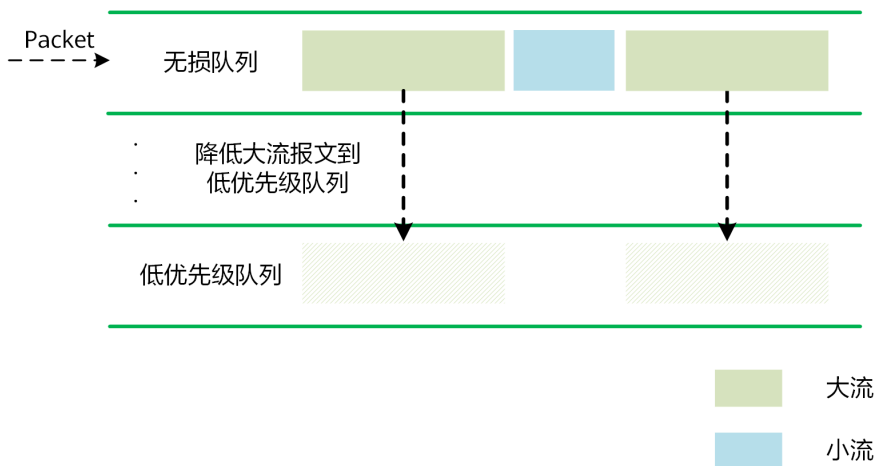 Packet
无损队列
降低大流报文到
低优先级队列
低优先级队列
大流
小流